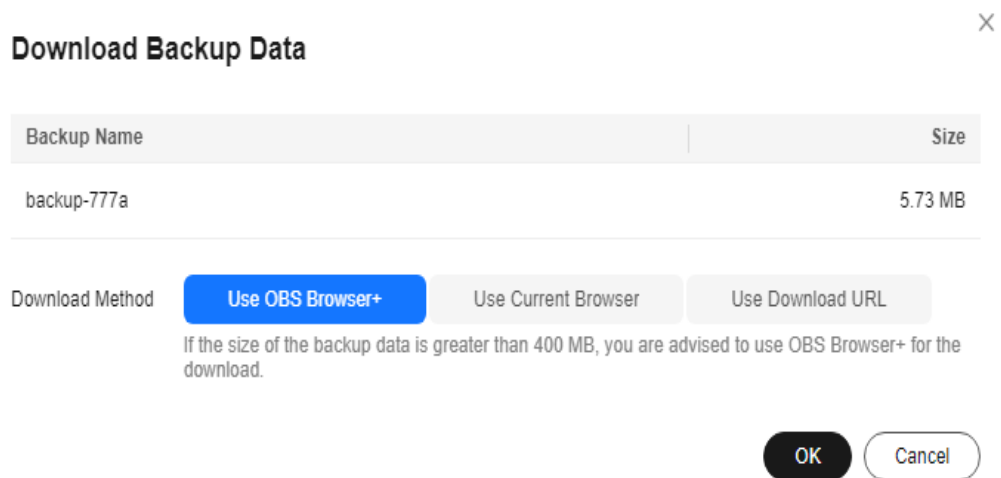 Download Backup Data
Backup Name Size
backup-777a 5.73 MB
Download Method Use OBS Browser+ Use Current Browser Use Download URL
If the size of the backup data is greater than 400 MB, you are advised to use OBS Browser+ for the
download.
OK Cancel